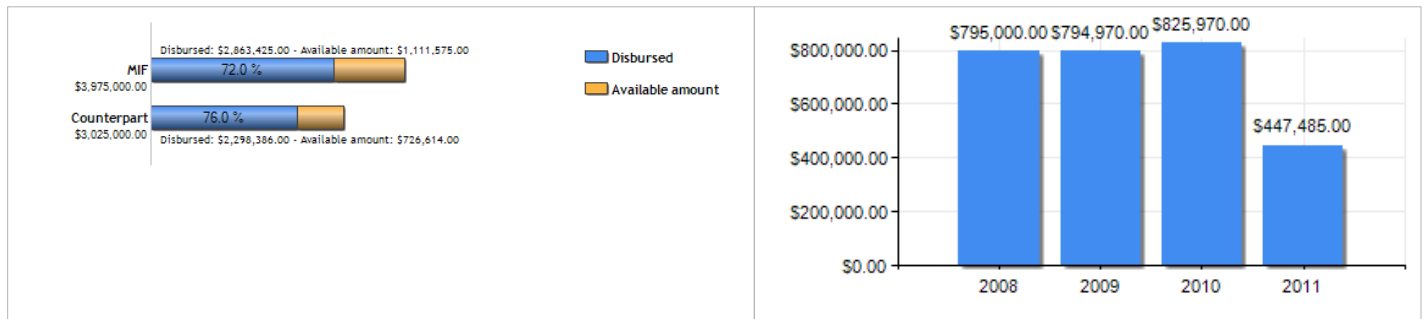 Disbursed: $2,863,425.00 - Available amount: $1,111,575.00
MIF
72.0 %
$3,975,000.00
Counterpart
76.0 %
$3,025,000.00
Disbursed: $2,298,386.00 - Available amount: $726,614.00
Disbursed
Available amount
$795,000.00 $794,970.00 $825,970.00
$800,000.00
$600,000.00
$447,485.00
$400,000.00
$200,000.00
$0.00
2008 2009 2010 2011